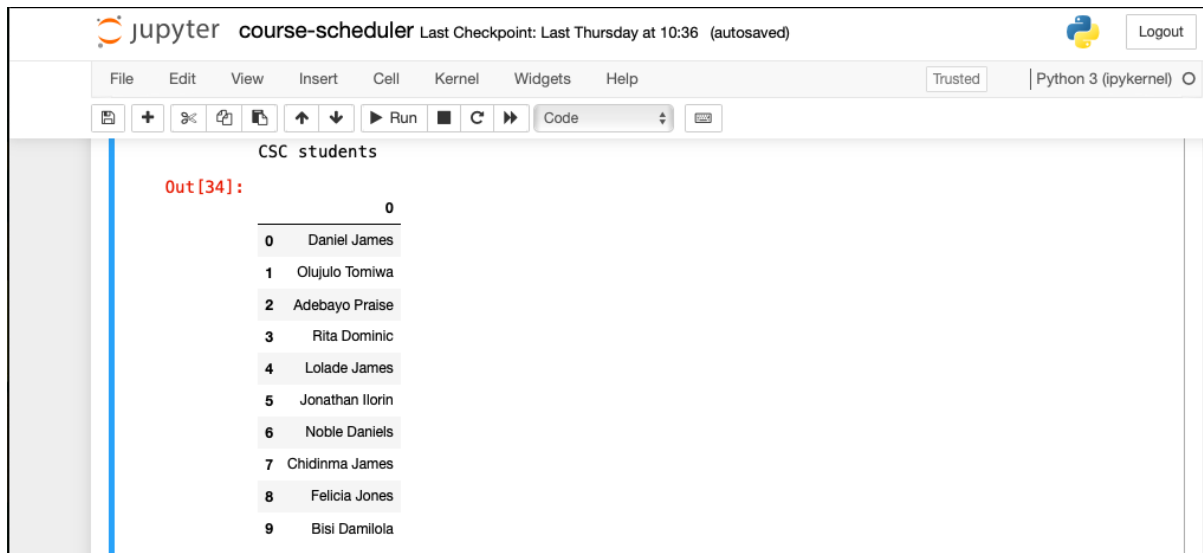 jupyter course-scheduler Last Checkpoint: Last Thursday at 10:36 (autosaved) Logout
File Edit View Insert Cell Kernel Widgets Help Trusted Python 3 (ipykernel)
Run Code
CSC students
Out[34]:
0
0 Daniel James
1 Olujulo Tomiwa
2 Adebayo Praise
3 Rita Dominic
4 Lolade James
5 Jonathan Ilorin
6 Noble Daniels
7 Chidinma James
8 Felicia Jones
9 Bisi Damilola